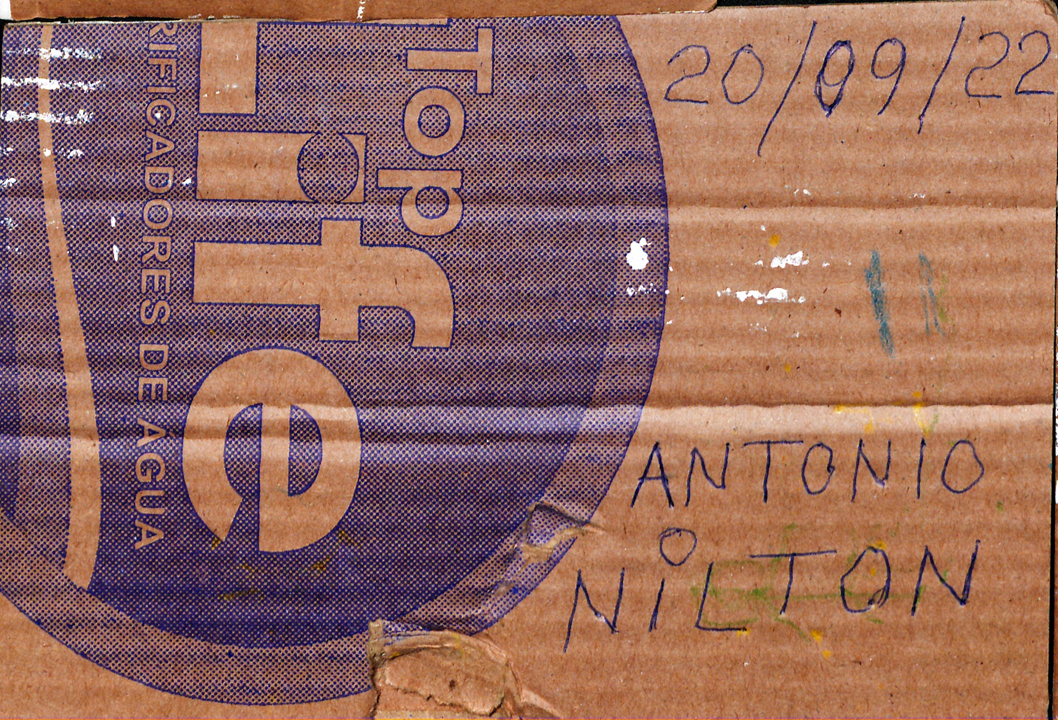 20/09/22
Top
Life
RIFICADORES DE AGUA
ANTONIO
NiLTON